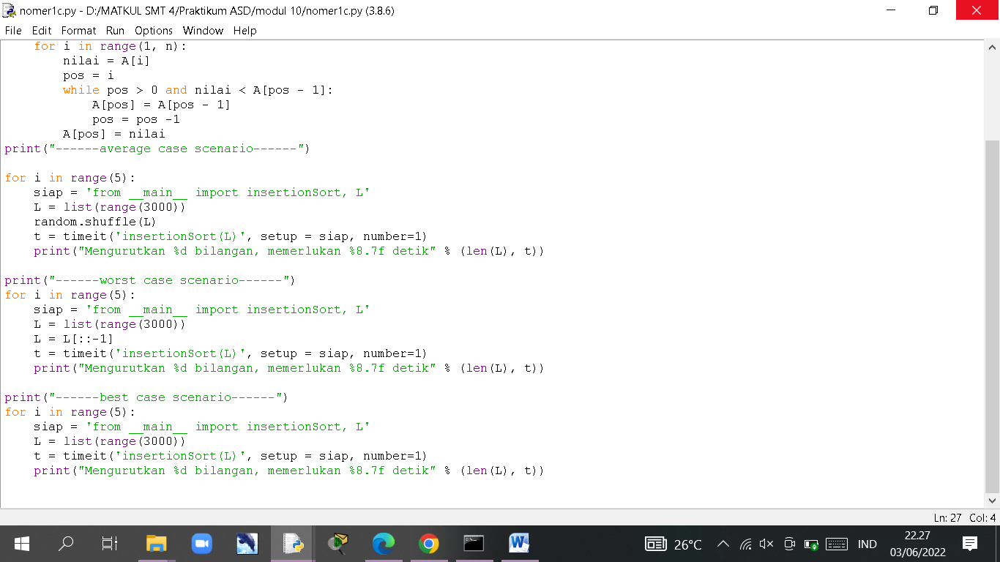 nomer1c.py - D:/MATKUL SMT 4/Praktikum ASD/modul 10/nomer1c.py (3.8.6)
File Edit Format Run Options Window Help
    for i in range(1, n):
        nilai = A[i]
        pos = i
        while pos > 0 and nilai < A[pos - 1]:
            A[pos] = A[pos - 1]
            pos = pos -1
        A[pos] = nilai
print("------average case scenario------")
for i in range(5):
    siap = 'from __main__ import insertionSort, L'
    L = list(range(3000))
    random.shuffle(L)
    t = timeit('insertionSort(L)', setup = siap, number=1)
    print("Mengurutkan %d bilangan, memerlukan %8.7f detik" % (len(L), t))
print("------worst case scenario------")
for i in range(5):
    siap = 'from __main__ import insertionSort, L'
    L = list(range(3000))
    L = L[::-1]
    t = timeit('insertionSort(L)', setup = siap, number=1)
    print("Mengurutkan %d bilangan, memerlukan %8.7f detik" % (len(L), t))
print("------best case scenario------")
for i in range(5):
    siap = 'from __main__ import insertionSort, L'
    L = list(range(3000))
    t = timeit('insertionSort(L)', setup = siap, number=1)
    print("Mengurutkan %d bilangan, memerlukan %8.7f detik" % (len(L), t))
Ln: 27 Col: 4
26°C IND 22.27
03/06/2022